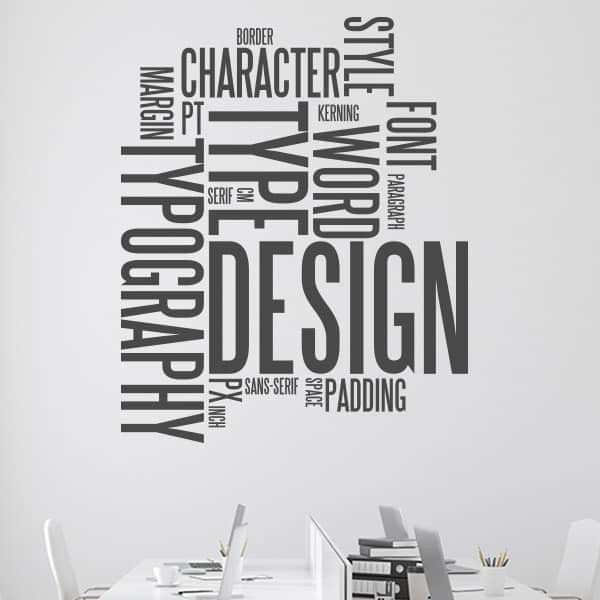 BORDER
CHARACTER
STYLE
MARGIN
PT
TYPE
KERNING
FONT
WORD
PARAGRAPH
SERIF
CM
TYPOGRAPHY
DESIGN
PX
INCH
SANS-SERIF
SPACE
PADDING